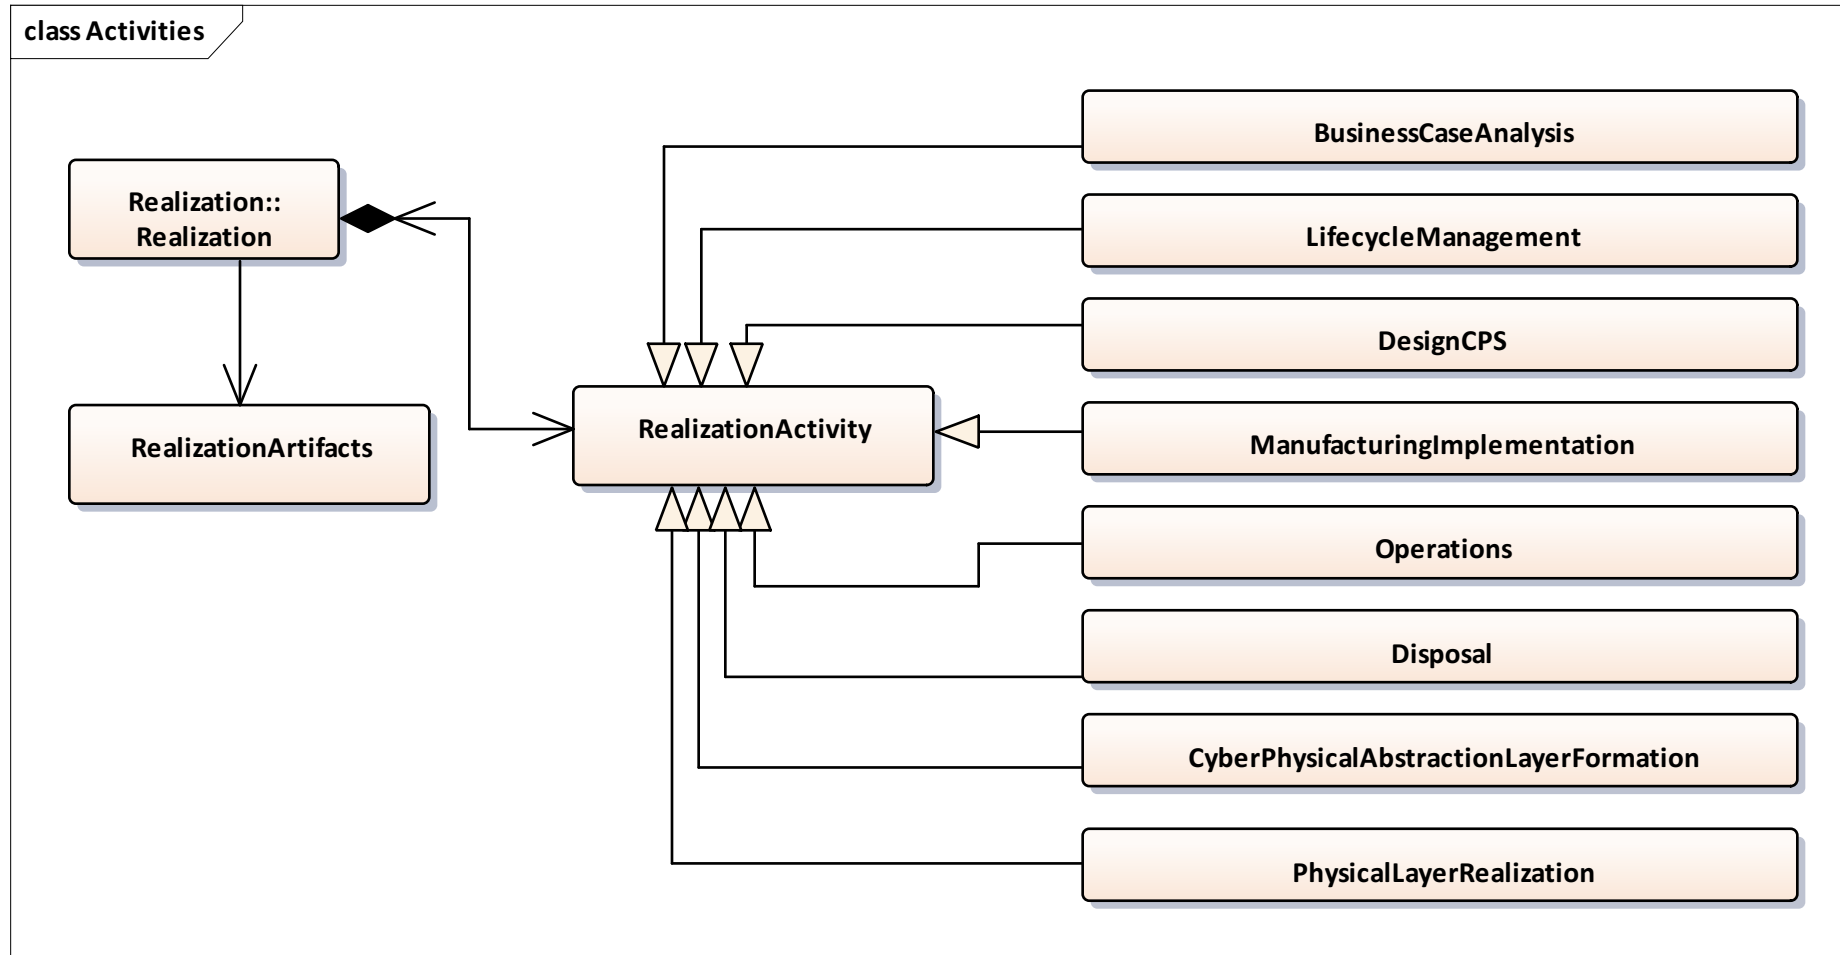 class Activities
BusinessCaseAnalysis
Realization::
Realization
LifecycleManagement
DesignCPS
RealizationArtifacts
RealizationActivity
ManufacturingImplementation
Operations
Disposal
CyberPhysicalAbstractionLayerFormation
PhysicalLayerRealization